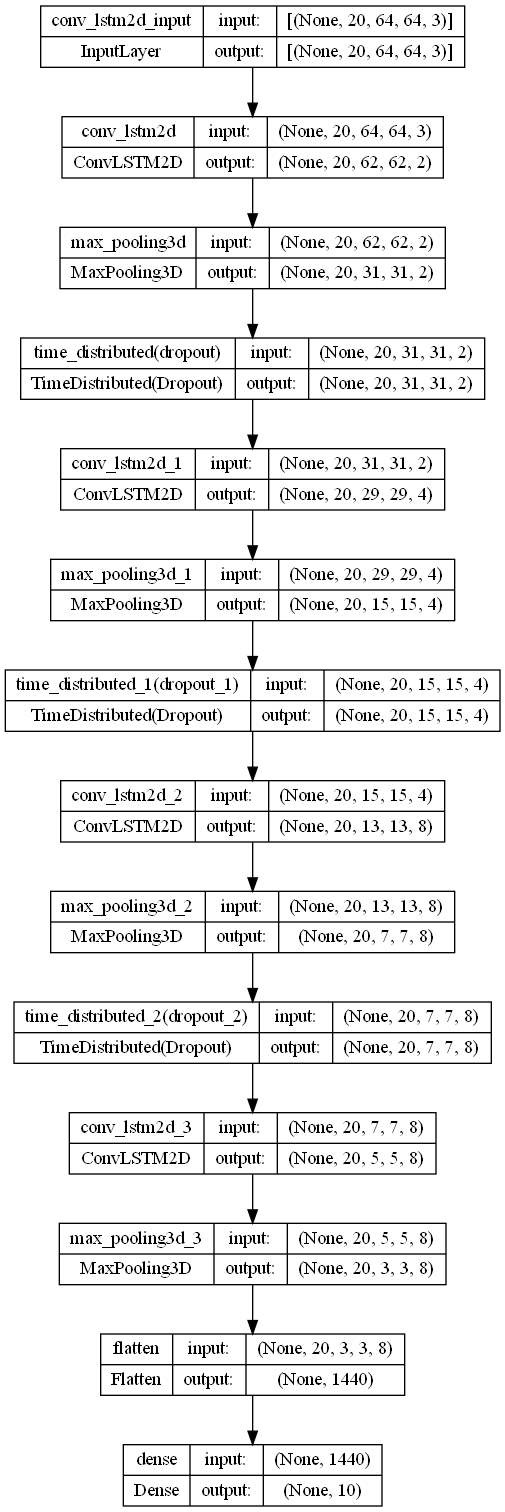 conv_lstm2d_input input: [(None, 20, 64, 64, 3)]
InputLayer output: [(None, 20, 64, 64, 3)]
conv_lstm2d input: (None, 20, 64, 64, 3)
ConvLSTM2D output: (None, 20, 62, 62, 2)
max_pooling3d input: (None, 20, 62, 62, 2)
MaxPooling3D output: (None, 20, 31, 31, 2)
time_distributed(dropout) input: (None, 20, 31, 31, 2)
TimeDistributed(Dropout) output: (None, 20, 31, 31, 2)
conv_lstm2d_1 input: (None, 20, 31, 31, 2)
ConvLSTM2D output: (None, 20, 29, 29, 4)
max_pooling3d_1 input: (None, 20, 29, 29, 4)
MaxPooling3D output: (None, 20, 15, 15, 4)
time_distributed_1(dropout_1) input: (None, 20, 15, 15, 4)
TimeDistributed(Dropout) output: (None, 20, 15, 15, 4)
conv_lstm2d_2 input: (None, 20, 15, 15, 4)
ConvLSTM2D output: (None, 20, 13, 13, 8)
max_pooling3d_2 input: (None, 20, 13, 13, 8)
MaxPooling3D output: (None, 20, 7, 7, 8)
time_distributed_2(dropout_2) input: (None, 20, 7, 7, 8)
TimeDistributed(Dropout) output: (None, 20, 7, 7, 8)
conv_lstm2d_3 input: (None, 20, 7, 7, 8)
ConvLSTM2D output: (None, 20, 5, 5, 8)
max_pooling3d_3 input: (None, 20, 5, 5, 8)
MaxPooling3D output: (None, 20, 3, 3, 8)
flatten input: (None, 20, 3, 3, 8)
Flatten output: (None, 1440)
dense input: (None, 1440)
Dense output: (None, 10)